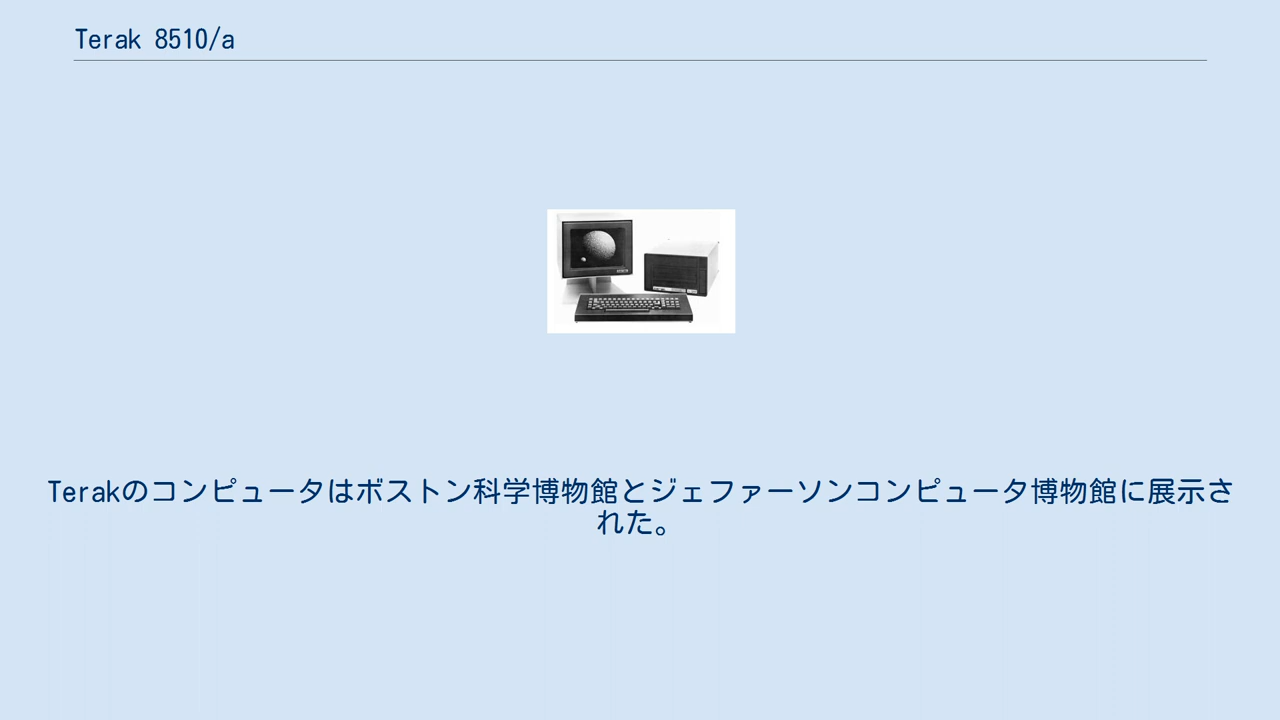 Terak 8510/a
Terakのコンピュータはボストン科学博物館とジェファーソンコンピュータ博物館に展示さ
れた。